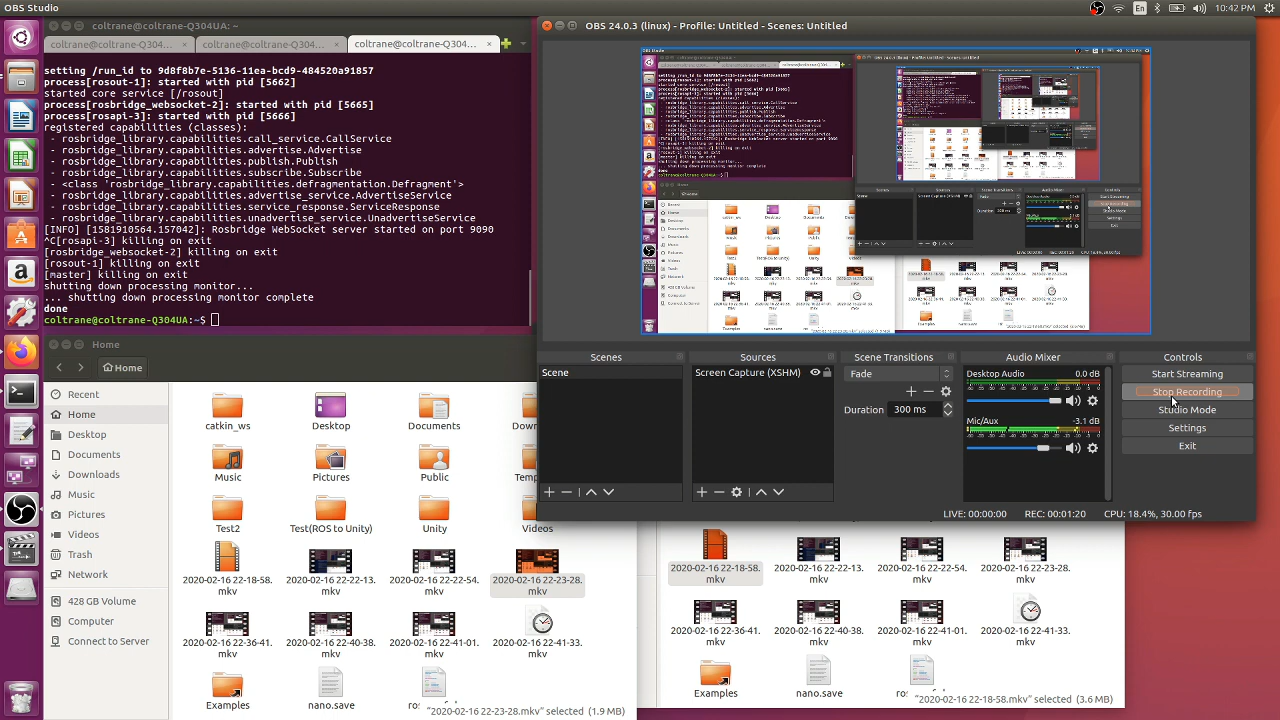 OBS Studio
En
10:42 PM
coltrane@coltrane-Q304UA: ~
coltrane@coltrane-Q304...
coltrane@coltrane-Q304...
coltrane@coltrane-Q304...
process[rosout-1]: started with pid [5662]
started core service [/rosout]
process[rosbridge_websocket-2]: started with pid [5665]
process[rosapi-3]: started with pid [5666]
registered capabilities (classes):
- rosbridge_library.capabilities.call_service.CallService
- rosbridge_library.capabilities.advertise.Advertise
- rosbridge_library.capabilities.publish.Publish
- rosbridge_library.capabilities.subscribe.Subscribe
- <class 'rosbridge_library.capabilities.defragmentation.Defragment'>
- rosbridge_library.capabilities.advertise_service.AdvertiseService
- rosbridge_library.capabilities.service_response.ServiceResponse
- rosbridge_library.capabilities.unadvertise_service.UnadvertiseService
Rosbridge WebSocket server started on port 9090
^C[rosapi-3] killing on exit
[rosbridge_websocket-2] killing on exit
[rosout-1] killing on exit
[master] killing on exit
shutting down processing monitor...
... shutting down processing monitor complete
done
coltrane@coltrane-Q304UA:~$
OBS 24.0.3 (linux) - Profile: Untitled - Scenes: Untitled
Scenes
Sources
Scene Transitions
Audio Mixer
Controls
Scene
Screen Capture (XSHM)
Fade
Duration
300 ms
Desktop Audio
0.0 dB
Mic/Aux
-3.1 dB
Start Streaming
Stop Recording
Studio Mode
Settings
Exit
LIVE: 00:00:00
REC: 00:01:20
CPU: 18.4%, 30.00 fps
Home
Home
Recent
Home
Desktop
Documents
Downloads
Music
Pictures
Videos
Trash
Network
428 GB Volume
Computer
Connect to Server
catkin_ws
Desktop
Documents
Music
Pictures
Public
Test2
Test(ROS to Unity)
Unity
Videos
2020-02-16 22-18-58.
mkv
2020-02-16 22-22-13.
mkv
2020-02-16 22-22-54.
mkv
2020-02-16 22-23-28.
mkv
2020-02-16 22-36-41.
mkv
2020-02-16 22-40-38.
mkv
2020-02-16 22-41-01.
mkv
2020-02-16 22-41-33.
mkv
Examples
nano.save
"2020-02-16 22-23-28.mkv" selected (1.9 MB)
2020-02-16 22-18-58.
mkv
2020-02-16 22-22-13.
mkv
2020-02-16 22-22-54.
mkv
2020-02-16 22-23-28.
mkv
2020-02-16 22-36-41.
mkv
2020-02-16 22-40-38.
mkv
2020-02-16 22-41-01.
mkv
2020-02-16 22-41-33.
mkv
Examples
nano.save
"2020-02-16 22-18-58.mkv" selected (3.6 MB)